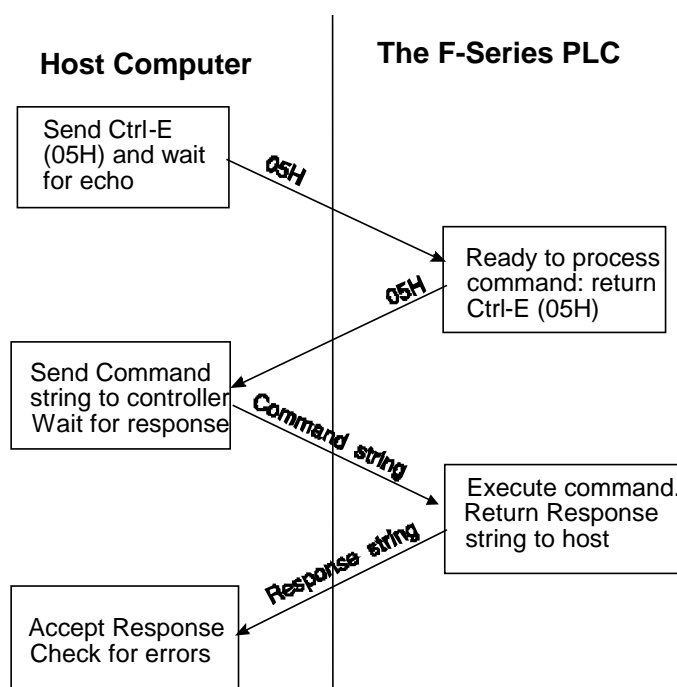 Host Computer
The F-Series PLC
Send Ctrl-E
(05H) and wait
for echo
05H
Ready to process
command: return
Ctrl-E (05H)
05H
Send Command
string to controller
Wait for response
Command string
Execute command.
Return Response
string to host
Response string
Accept Response
Check for errors